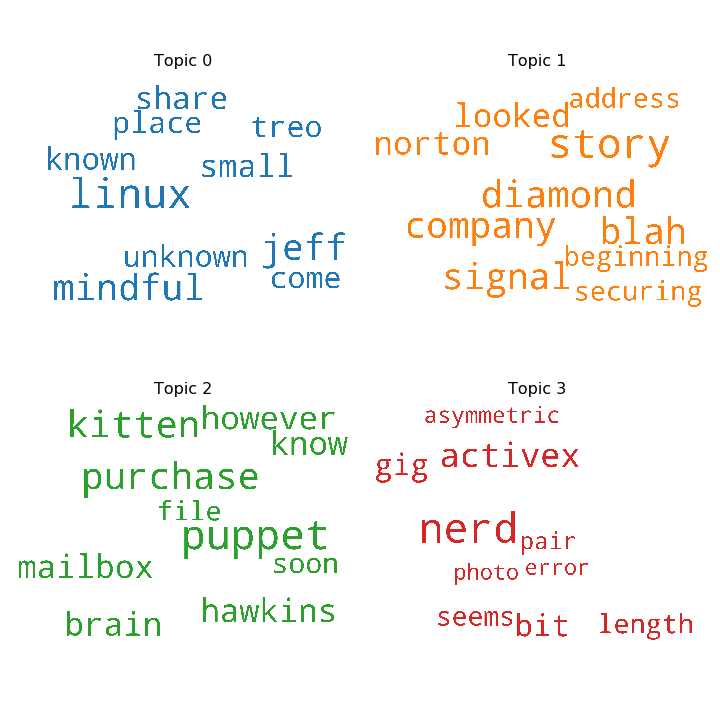 Topic 0
share
place
treo
known
small
linux
jeff
unknown
come
mindful
Topic 1
address
looked
norton
story
diamond
company
blah
beginning
signal
securing
Topic 2
kitten
however
know
purchase
file
puppet
soon
mailbox
hawkins
brain
Topic 3
asymmetric
activex
gig
nerd
pair
photo
error
seems
bit
length